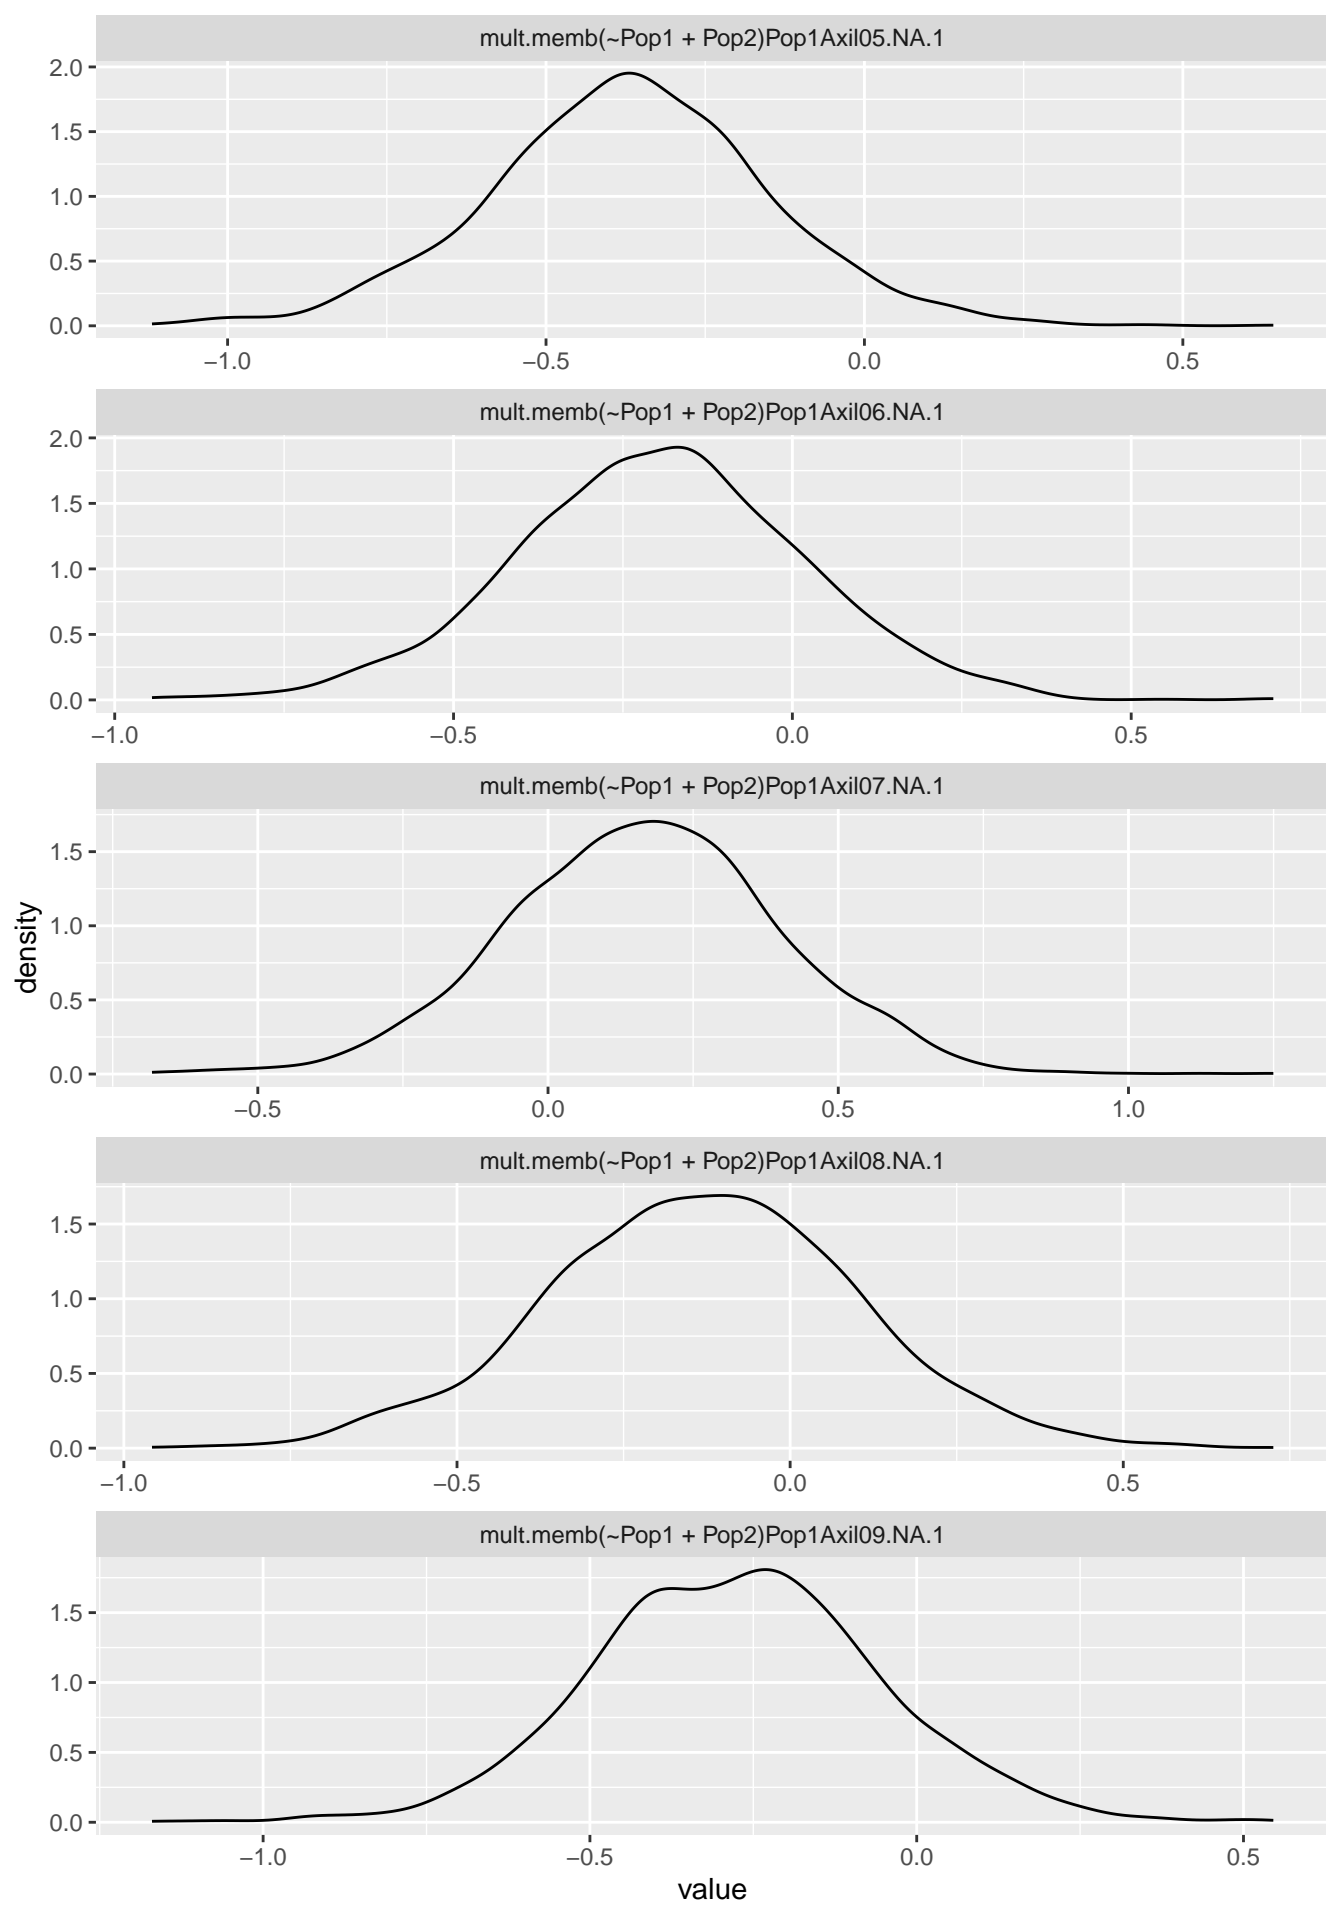 mult.memb(~Pop1 + Pop2)Pop1Axil05.NA.1
2.0
1.5
1.0
0.5
0.0
−1.0 −0.5 0.0 0.5
mult.memb(~Pop1 + Pop2)Pop1Axil06.NA.1
2.0
1.5
1.0
0.5
0.0
−1.0 −0.5 0.0 0.5
mult.memb(~Pop1 + Pop2)Pop1Axil07.NA.1
1.5
1.0
0.5
0.0
−0.5 0.0 0.5 1.0
density
mult.memb(~Pop1 + Pop2)Pop1Axil08.NA.1
1.5
1.0
0.5
0.0
−1.0 −0.5 0.0 0.5
mult.memb(~Pop1 + Pop2)Pop1Axil09.NA.1
1.5
1.0
0.5
0.0
−1.0 −0.5 0.0 0.5
value